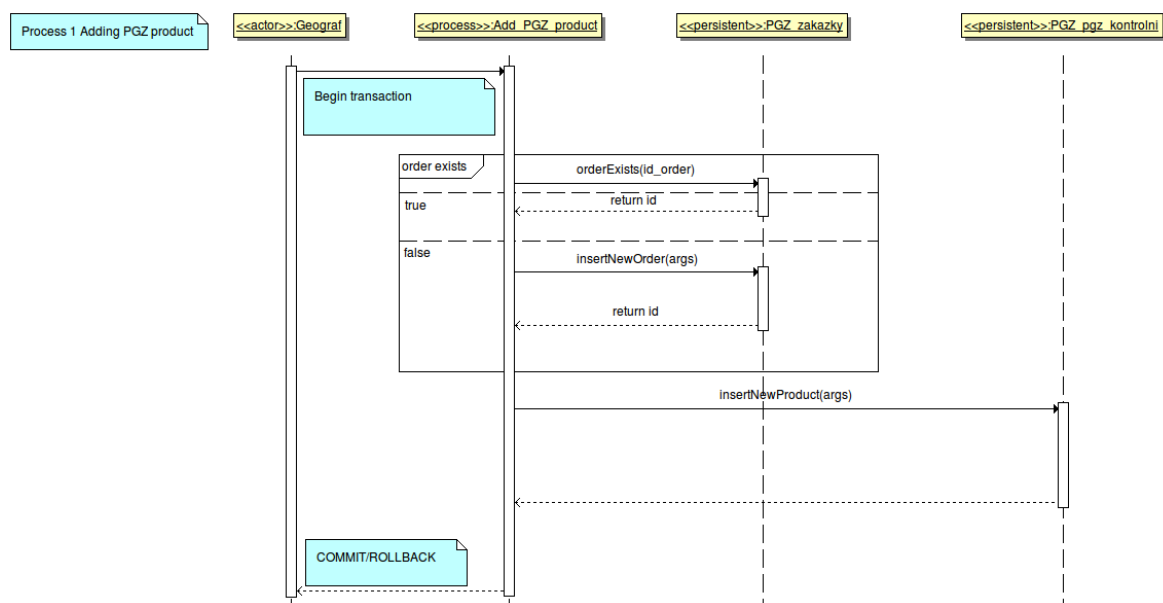 Process 1 Adding PGZ product
<<actor>>:Geograf
<<process>>:Add_PGZ_product
<<persistent>>:PGZ_zakazky
<<persistent>>:PGZ_pgz_kontrolni
Begin transaction
order exists
orderExists(id_order)
true
return id
false
insertNewOrder(args)
return id
insertNewProduct(args)
COMMIT/ROLLBACK